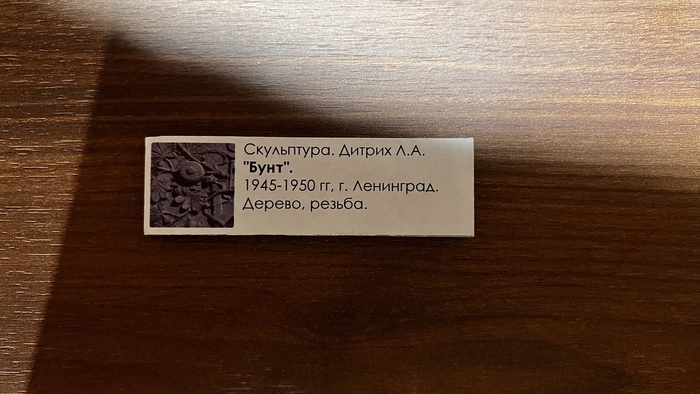 Скульптура. Дитрих Л.А.
"Бунт".
1945-1950 гг, г. Ленинград.
Дерево, резьба.